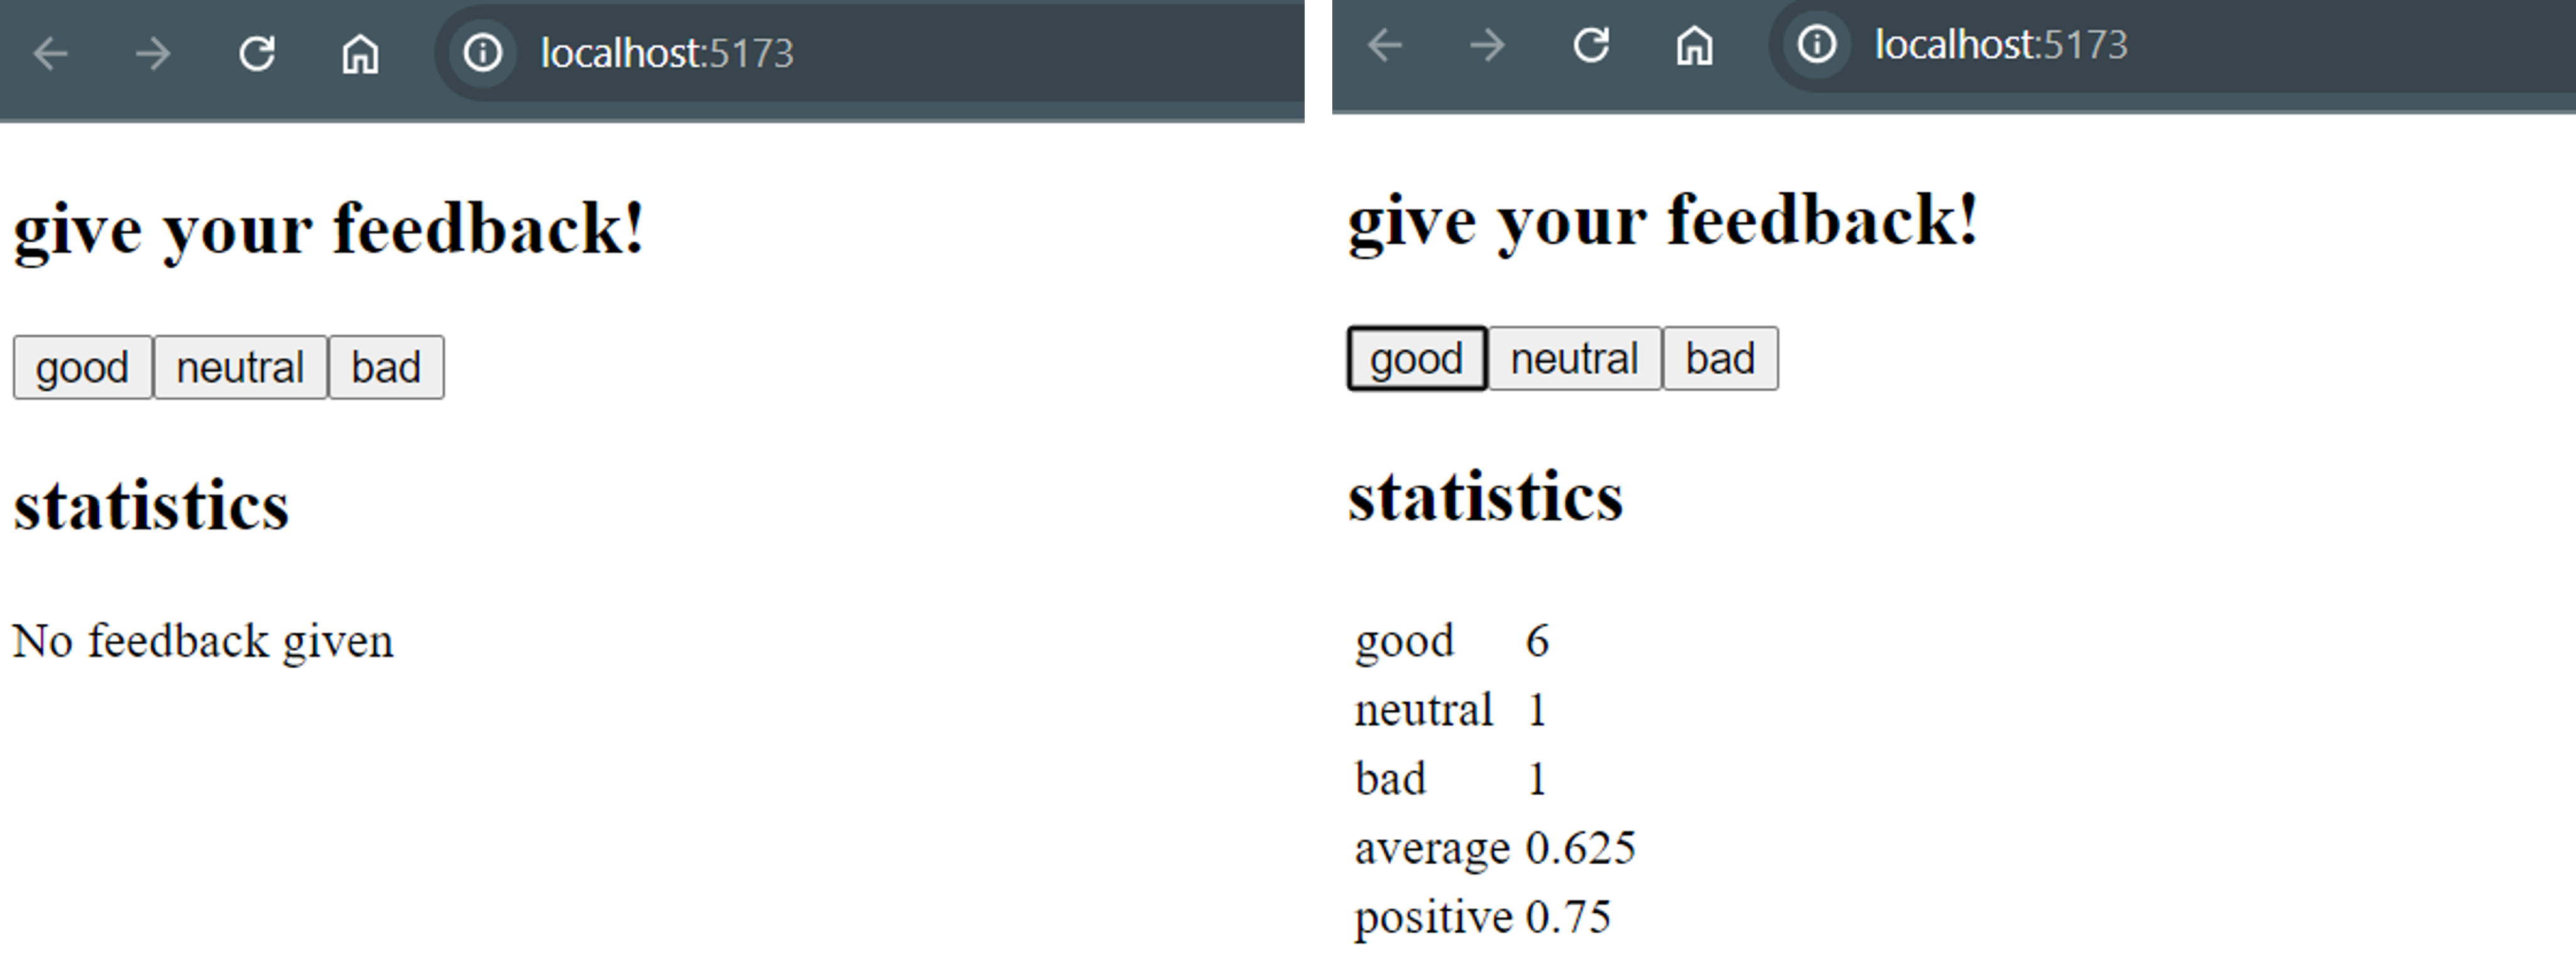 localhost:5173
give your feedback!
good neutral bad
statistics
No feedback given
localhost:5173
give your feedback!
good neutral bad
statistics
good 6
neutral 1
bad 1
average 0.625
positive 0.75